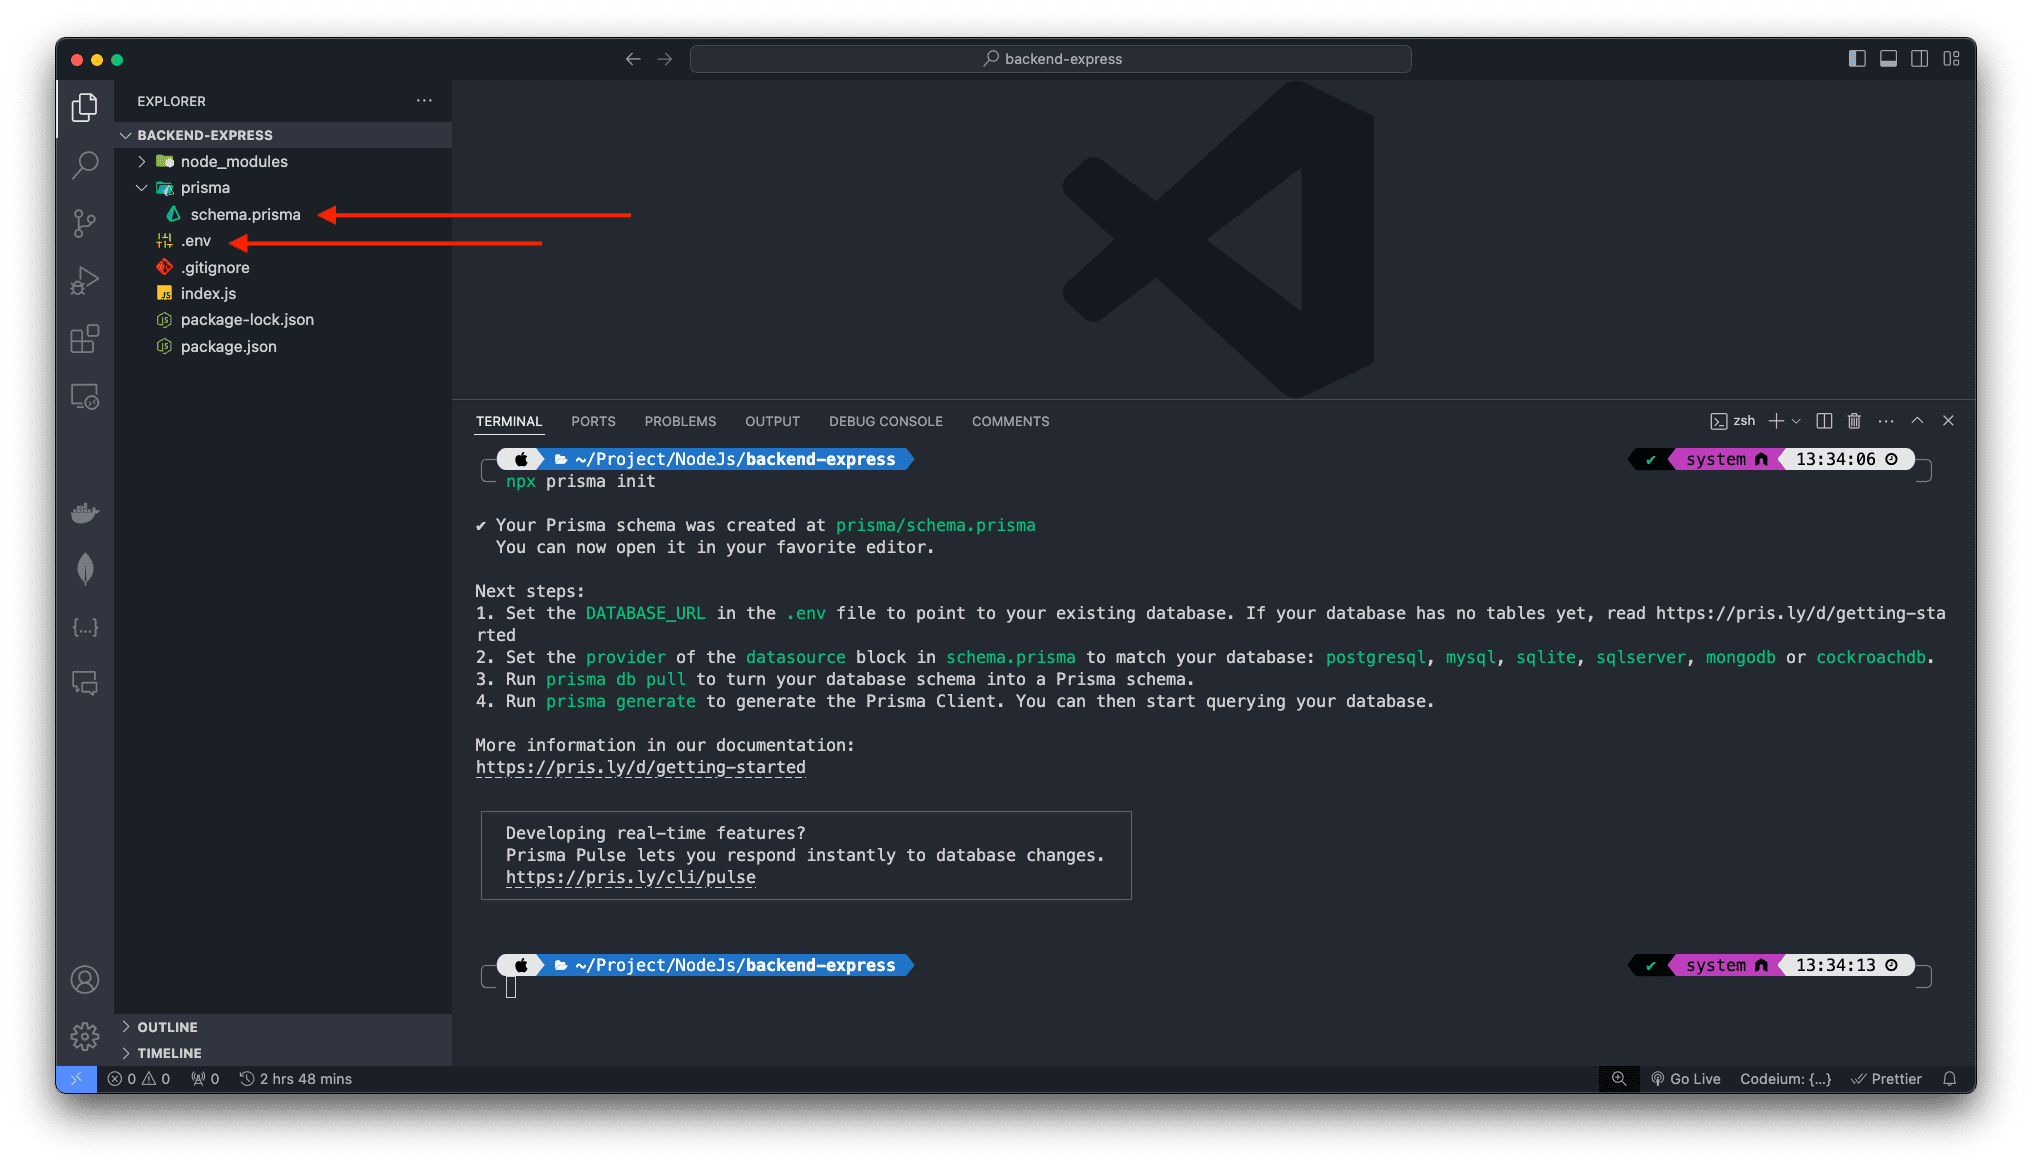 backend-express
EXPLORER
BACKEND-EXPRESS
node_modules
prisma
schema.prisma
.env
.gitignore
index.js
package-lock.json
package.json
OUTLINE
TIMELINE
TERMINAL PORTS PROBLEMS OUTPUT DEBUG CONSOLE COMMENTS zsh
~/Project/NodeJs/backend-express ✔ system 13:34:06
npx prisma init
✔ Your Prisma schema was created at prisma/schema.prisma
You can now open it in your favorite editor.
Next steps:
1. Set the DATABASE_URL in the .env file to point to your existing database. If your database has no tables yet, read https://pris.ly/d/getting-sta
rted
2. Set the provider of the datasource block in schema.prisma to match your database: postgresql, mysql, sqlite, sqlserver, mongodb or cockroachdb.
3. Run prisma db pull to turn your database schema into a Prisma schema.
4. Run prisma generate to generate the Prisma Client. You can then start querying your database.
More information in our documentation:
https://pris.ly/d/getting-started
Developing real-time features?
Prisma Pulse lets you respond instantly to database changes.
https://pris.ly/cli/pulse
~/Project/NodeJs/backend-express ✔ system 13:34:13
0 0 0 2 hrs 48 mins Go Live Codeium: {...} Prettier